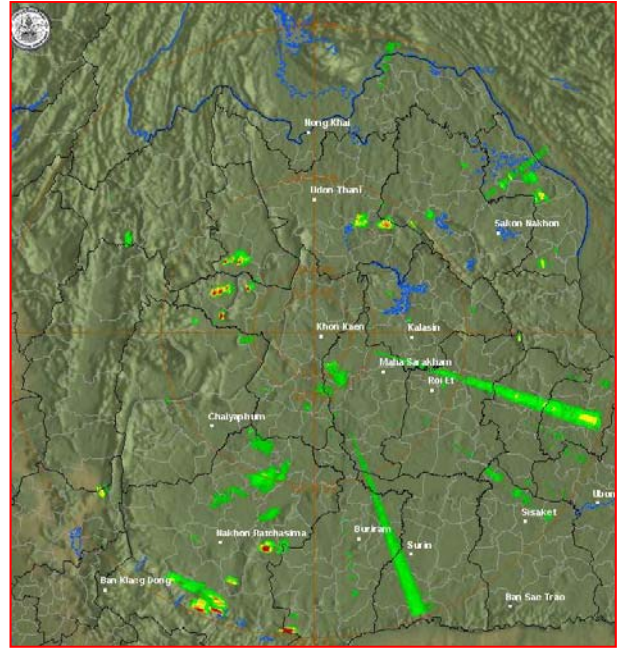 Nong Khai
Udon Thani
Sakon Nakhon
Khon Kaen
Kalasin
Maha Sarakham
Roi Et
Chaiyaphum
Ubon
Sisaket
Nakhon Ratchasima
Buriram
Surin
Ban Klang Dong
Ban Sae Trao